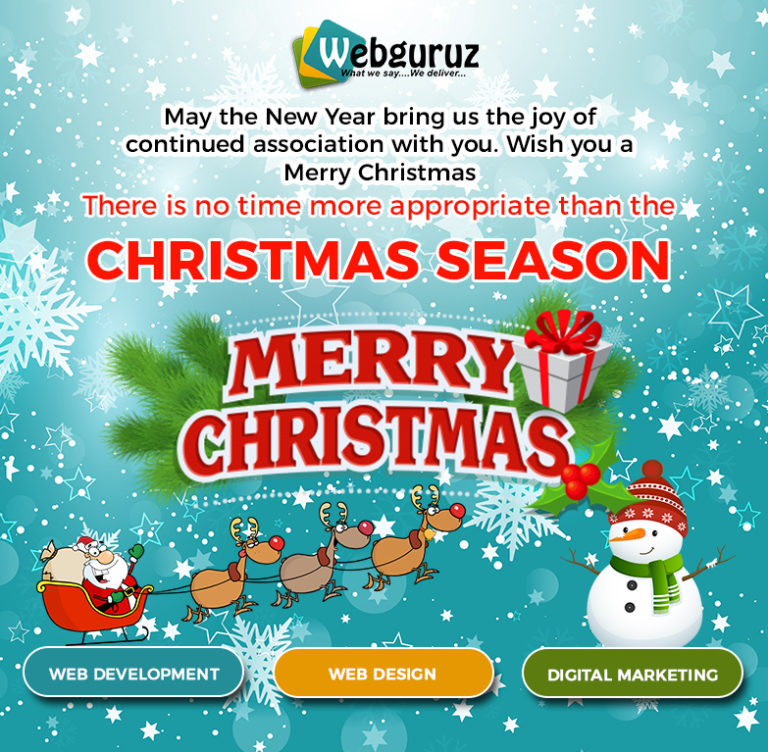 Webguruz
What we say....We deliver...
May the New Year bring us the joy of
continued association with you. Wish you a
Merry Christmas
There is no time more appropriate than the
CHRISTMAS SEASON
MERRY
CHRISTMAS
WEB DEVELOPMENT
WEB DESIGN
DIGITAL MARKETING